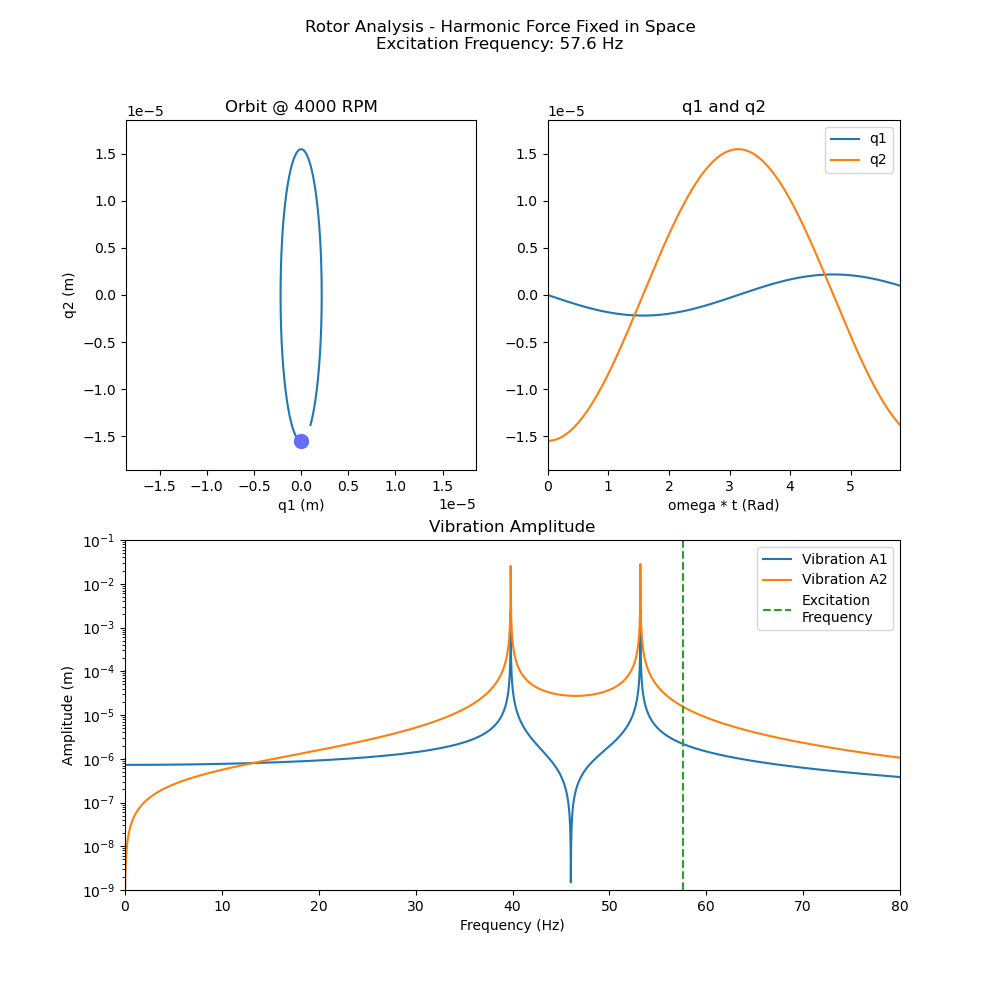 Rotor Analysis - Harmonic Force Fixed in Space
Excitation Frequency: 57.6 Hz
Orbit @ 4000 RPM
1e−5
q2 (m)
1.5
1.0
0.5
0.0
−0.5
−1.0
−1.5
−1.5 −1.0 −0.5 0.0 0.5 1.0 1.5
q1 (m)
1e−5
q1 and q2
1e−5
q1
q2
1.5
1.0
0.5
0.0
−0.5
−1.0
−1.5
0 1 2 3 4 5
omega * t (Rad)
Vibration Amplitude
Amplitude (m)
10⁻¹
10⁻²
10⁻³
10⁻⁴
10⁻⁵
10⁻⁶
10⁻⁷
10⁻⁸
10⁻⁹
Vibration A1
Vibration A2
Excitation
Frequency
0 10 20 30 40 50 60 70 80
Frequency (Hz)